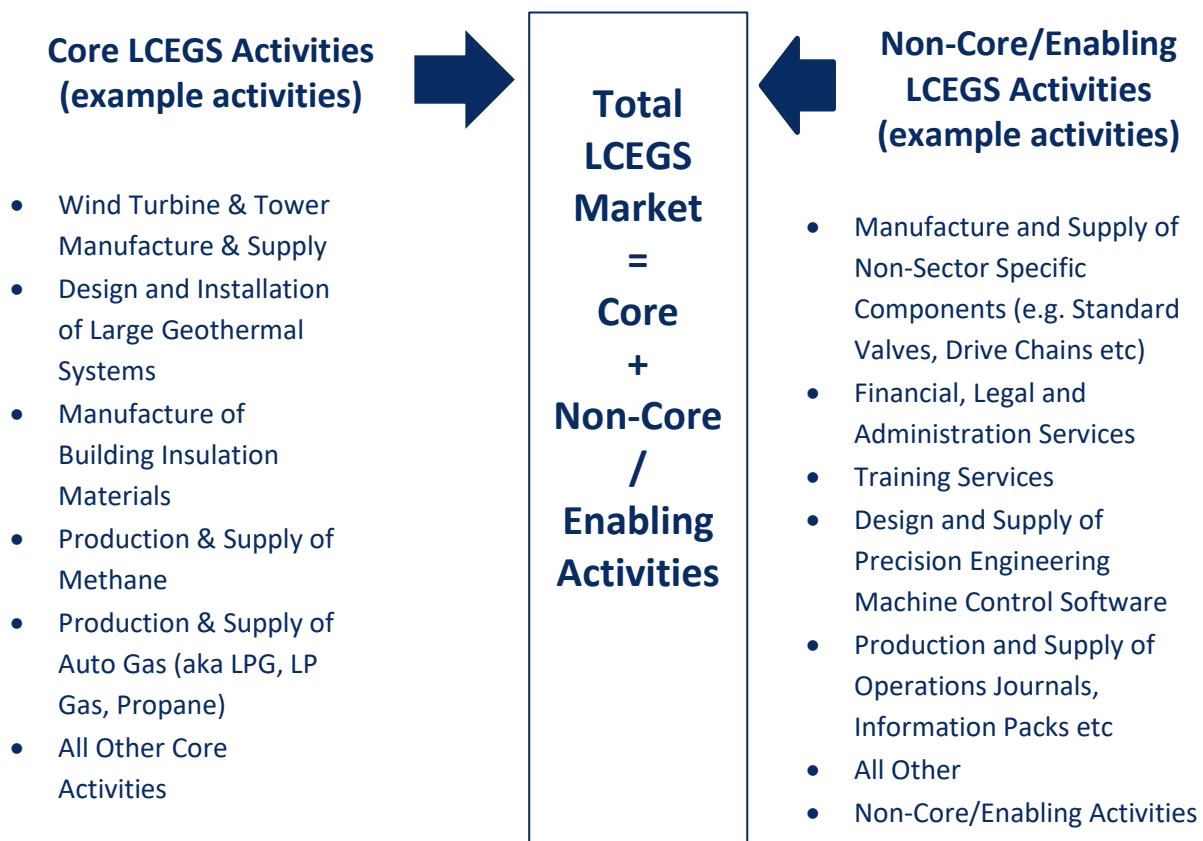 Core LCEGS Activities
(example activities)
• Wind Turbine & Tower
Manufacture & Supply
• Design and Installation
of Large Geothermal
Systems
• Manufacture of
Building Insulation
Materials
• Production & Supply of
Methane
• Production & Supply of
Auto Gas (aka LPG, LP
Gas, Propane)
• All Other Core
Activities
Total
LCEGS
Market
=
Core
+
Non-Core
/
Enabling
Activities
Non-Core/Enabling
LCEGS Activities
(example activities)
• Manufacture and Supply of
Non-Sector Specific
Components (e.g. Standard
Valves, Drive Chains etc)
• Financial, Legal and
Administration Services
• Training Services
• Design and Supply of
Precision Engineering
Machine Control Software
• Production and Supply of
Operations Journals,
Information Packs etc
• All Other
• Non-Core/Enabling Activities